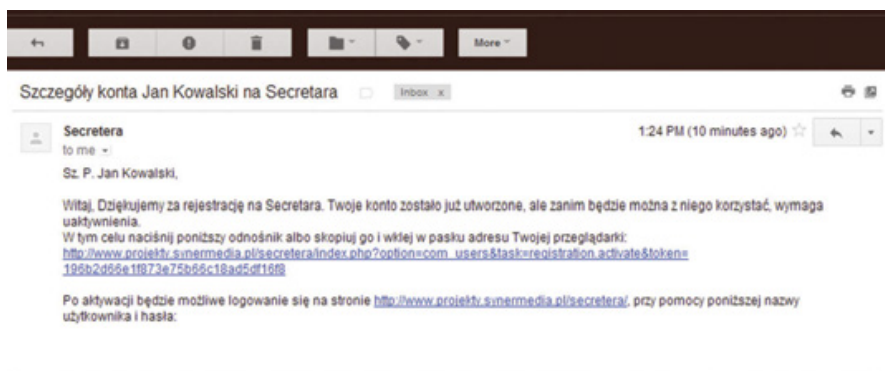 More
Szczegóły konta Jan Kowalski na Secretara
Inbox x
Secretera
1:24 PM (10 minutes ago)
to me
Sz. P. Jan Kowalski,
Witaj, Dziękujemy za rejestrację na Secretara. Twoje konto zostało już utworzone, ale zanim będzie można z niego korzystać, wymaga
uaktywnienia.
W tym celu naciśnij poniższy odnośnik albo skopiuj go i wklej w pasku adresu Twojej przeglądarki:
http://www.projekty.synermedia.pl/secretera/index.php?option=com_users&task=registration.activate&token=
196b2d66e1f873e75b66c18ad5df16f8
Po aktywacji będzie możliwe logowanie się na stronie http://www.projekty.synermedia.pl/secretera/, przy pomocy poniższej nazwy
użytkownika i hasła: